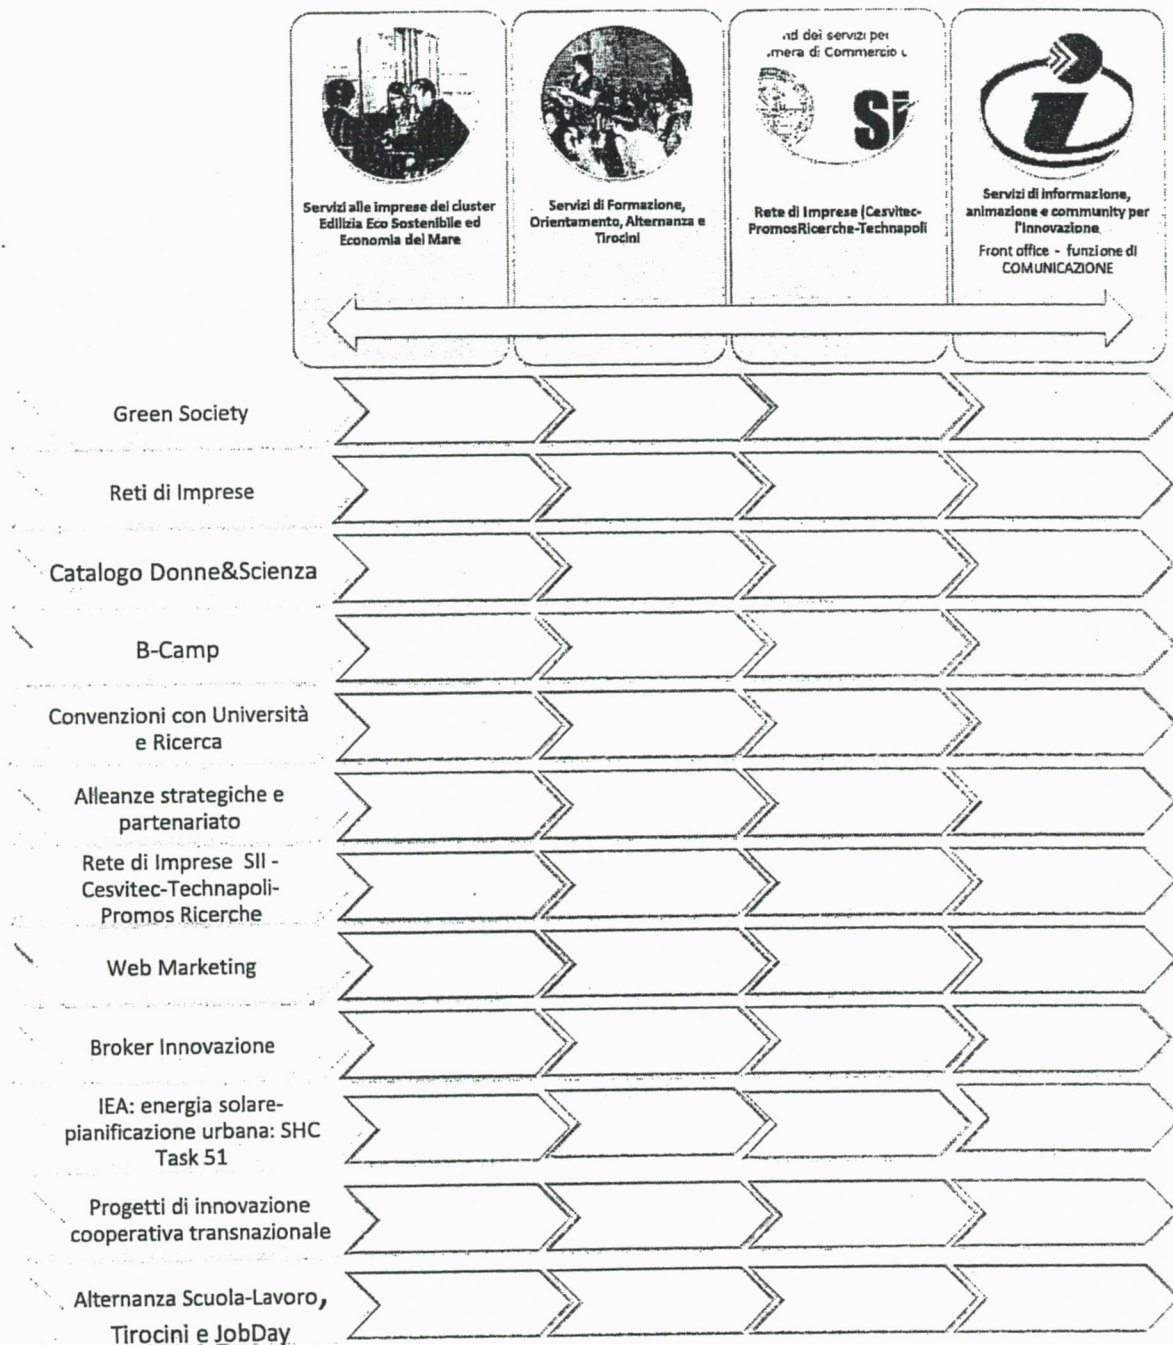 nd dei servizi per
mera di Commercio
Si
i
Servizi alle imprese del cluster
Edilizia Eco Sostenibile ed
Economia del Mare
Servizi di Formazione,
Orientamento, Alternanza e
Tirocini
Rete di Imprese (Cesvitec-
PromosRicerche-Technapoli
Servizi di informazione,
animazione e community per
l'Innovazione
Front office - funzione di
COMUNICAZIONE
Green Society
Reti di Imprese
Catalogo Donne&Scienza
B-Camp
Convenzioni con Università
e Ricerca
Alleanze strategiche e
partenariato
Rete di Imprese SII -
Cesvitec-Technapoli-
Promos Ricerche
Web Marketing
Broker Innovazione
IEA: energia solare-
pianificazione urbana: SHC
Task 51
Progetti di innovazione
cooperativa transnazionale
Alternanza Scuola-Lavoro,
Tirocini e JobDay